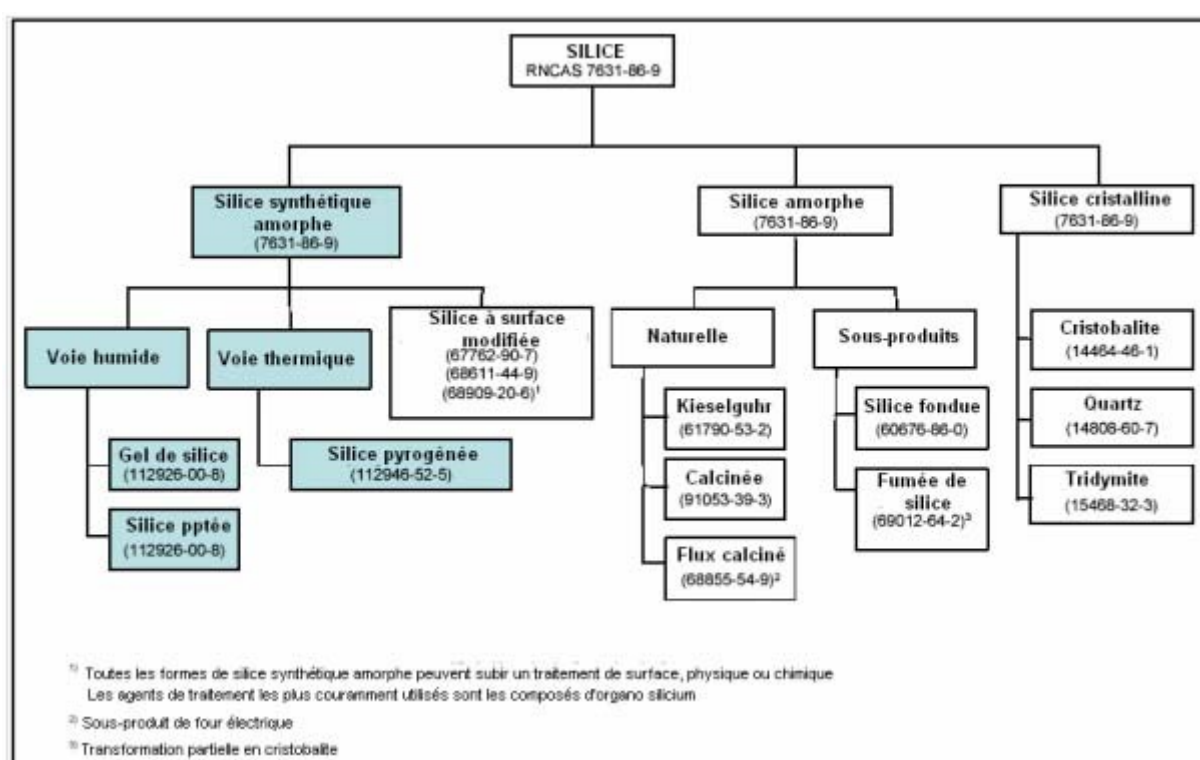 SILICE
RNCAS 7631-86-9
Silice synthétique
amorphe
(7631-86-9)
Silice amorphe
(7631-86-9)
Silice cristalline
(7631-86-9)
Voie humide
Voie thermique
Silice à surface
modifiée
(67762-90-7)
(68611-44-9)
(68909-20-6)¹
Naturelle
Sous-produits
Cristobalite
(14464-46-1)
Gel de silice
(112926-00-8)
Silice pptée
(112926-00-8)
Silice pyrogénée
(112946-52-5)
Kieselguhr
(61790-53-2)
Calcinée
(91053-39-3)
Flux calciné
(68855-54-9)²
Silice fondue
(60676-86-0)
Fumée de
silice
(69012-64-2)³
Quartz
(14808-60-7)
Tridymite
(15468-32-3)
¹⁾ Toutes les formes de silice synthétique amorphe peuvent subir un traitement de surface, physique ou chimique
Les agents de traitement les plus couramment utilisés sont les composés d'organo silicium
²⁾ Sous-produit de four électrique
³⁾ Transformation partielle en cristobalite